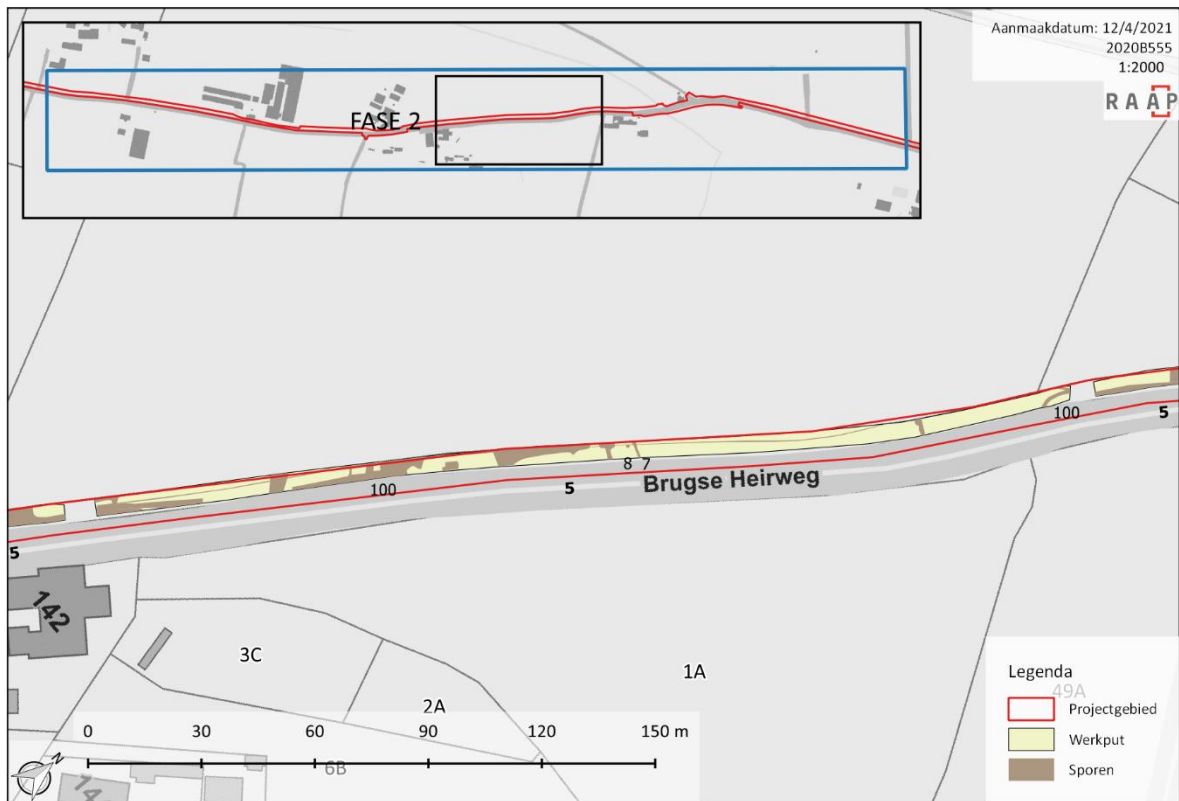 Aanmaakdatum: 12/4/2021
2020B555
1:2000
RAAP
FASE 2
100
5
8 7
100
5
Brugse Heirweg
5
142
3C
1A
2A
Legenda
49A
Projectgebied
Werkput
Sporen
0 30 60 90 120 150 m
6B
N